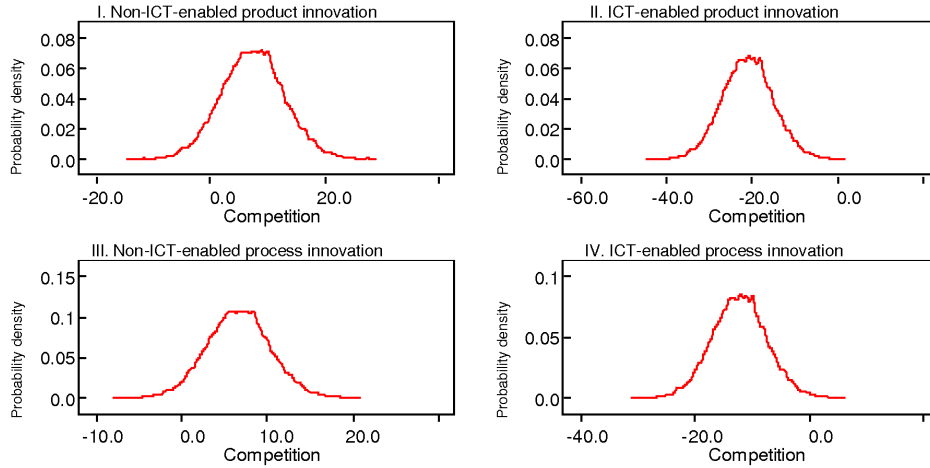 I. Non-ICT-enabled product innovation
Probability density
0.08
0.06
0.04
0.02
0.0
-20.0 0.0 20.0
Competition
II. ICT-enabled product innovation
Probability density
0.08
0.06
0.04
0.02
0.0
-60.0 -40.0 -20.0 0.0
Competition
III. Non-ICT-enabled process innovation
Probability density
0.15
0.1
0.05
0.0
-10.0 0.0 10.0 20.0
Competition
IV. ICT-enabled process innovation
Probability density
0.1
0.05
0.0
-40.0 -20.0 0.0
Competition